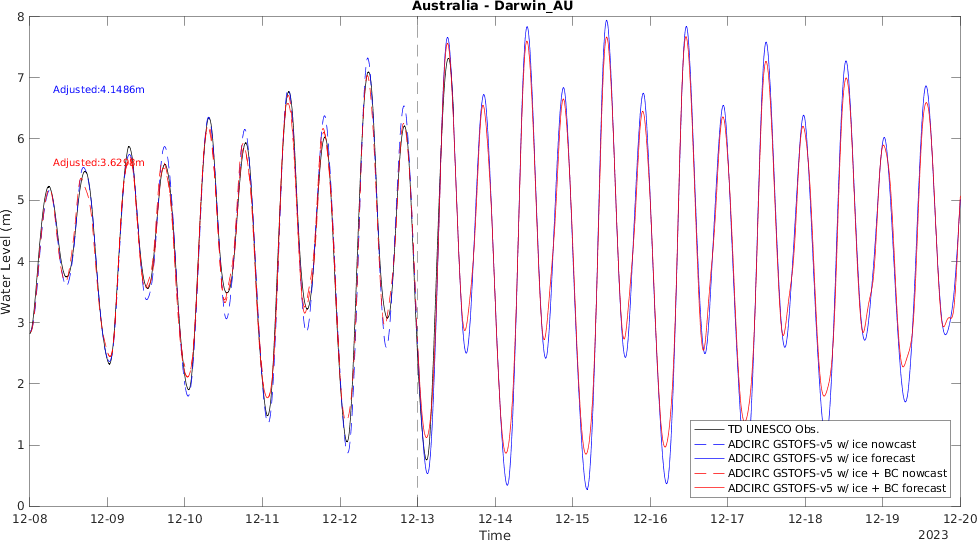 Australia - Darwin_AU
8
7
6
5
4
3
2
1
0
Water Level (m)
Adjusted:4.1486m
Adjusted:3.6298m
TD UNESCO Obs.
ADCIRC GSTOFS-v5 w/ ice nowcast
ADCIRC GSTOFS-v5 w/ ice forecast
ADCIRC GSTOFS-v5 w/ ice + BC nowcast
ADCIRC GSTOFS-v5 w/ ice + BC forecast
12-08 12-09 12-10 12-11 12-12 12-13 12-14 12-15 12-16 12-17 12-18 12-19 12-20
Time
2023